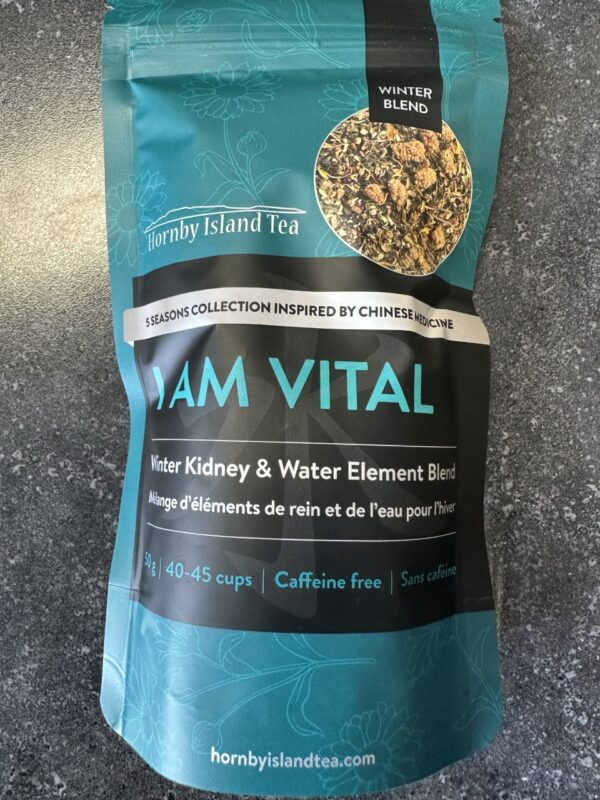 WINTER
BLEND
Hornby Island Tea
5 SEASONS COLLECTION INSPIRED BY CHINESE MEDICINE
I AM VITAL
Winter Kidney & Water Element Blend
Mélange d'éléments de rein et de l'eau pour l'hiver
50 g | 40-45 cups | Caffeine free | Sans caféine
hornbyislandtea.com